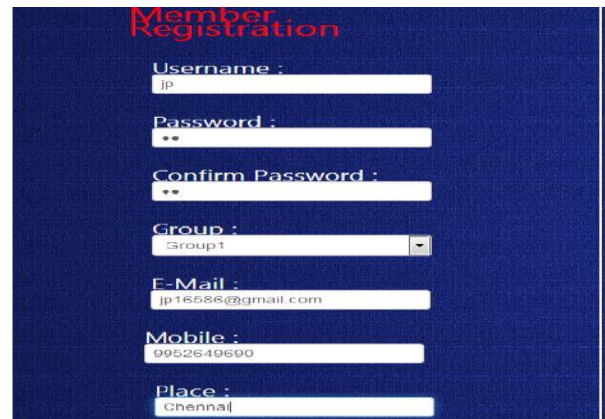 Member
Registration
Username :
jp
Password :
••
Confirm Password :
••
Group :
Group1
E-Mail :
jp16586@gmail.com
Mobile :
9952649690
Place :
Chennai